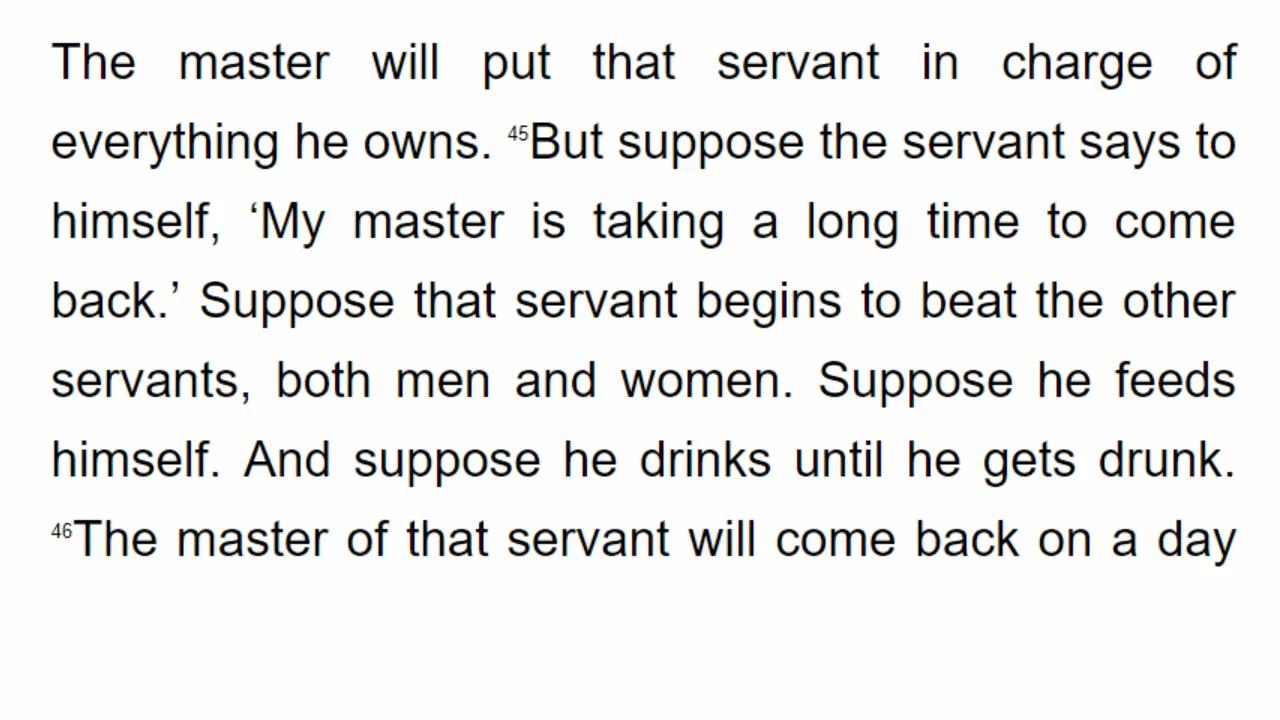 The master will put that servant in charge of
everything he owns. 45But suppose the servant says to
himself, ‘My master is taking a long time to come
back.’ Suppose that servant begins to beat the other
servants, both men and women. Suppose he feeds
himself. And suppose he drinks until he gets drunk.
46The master of that servant will come back on a day